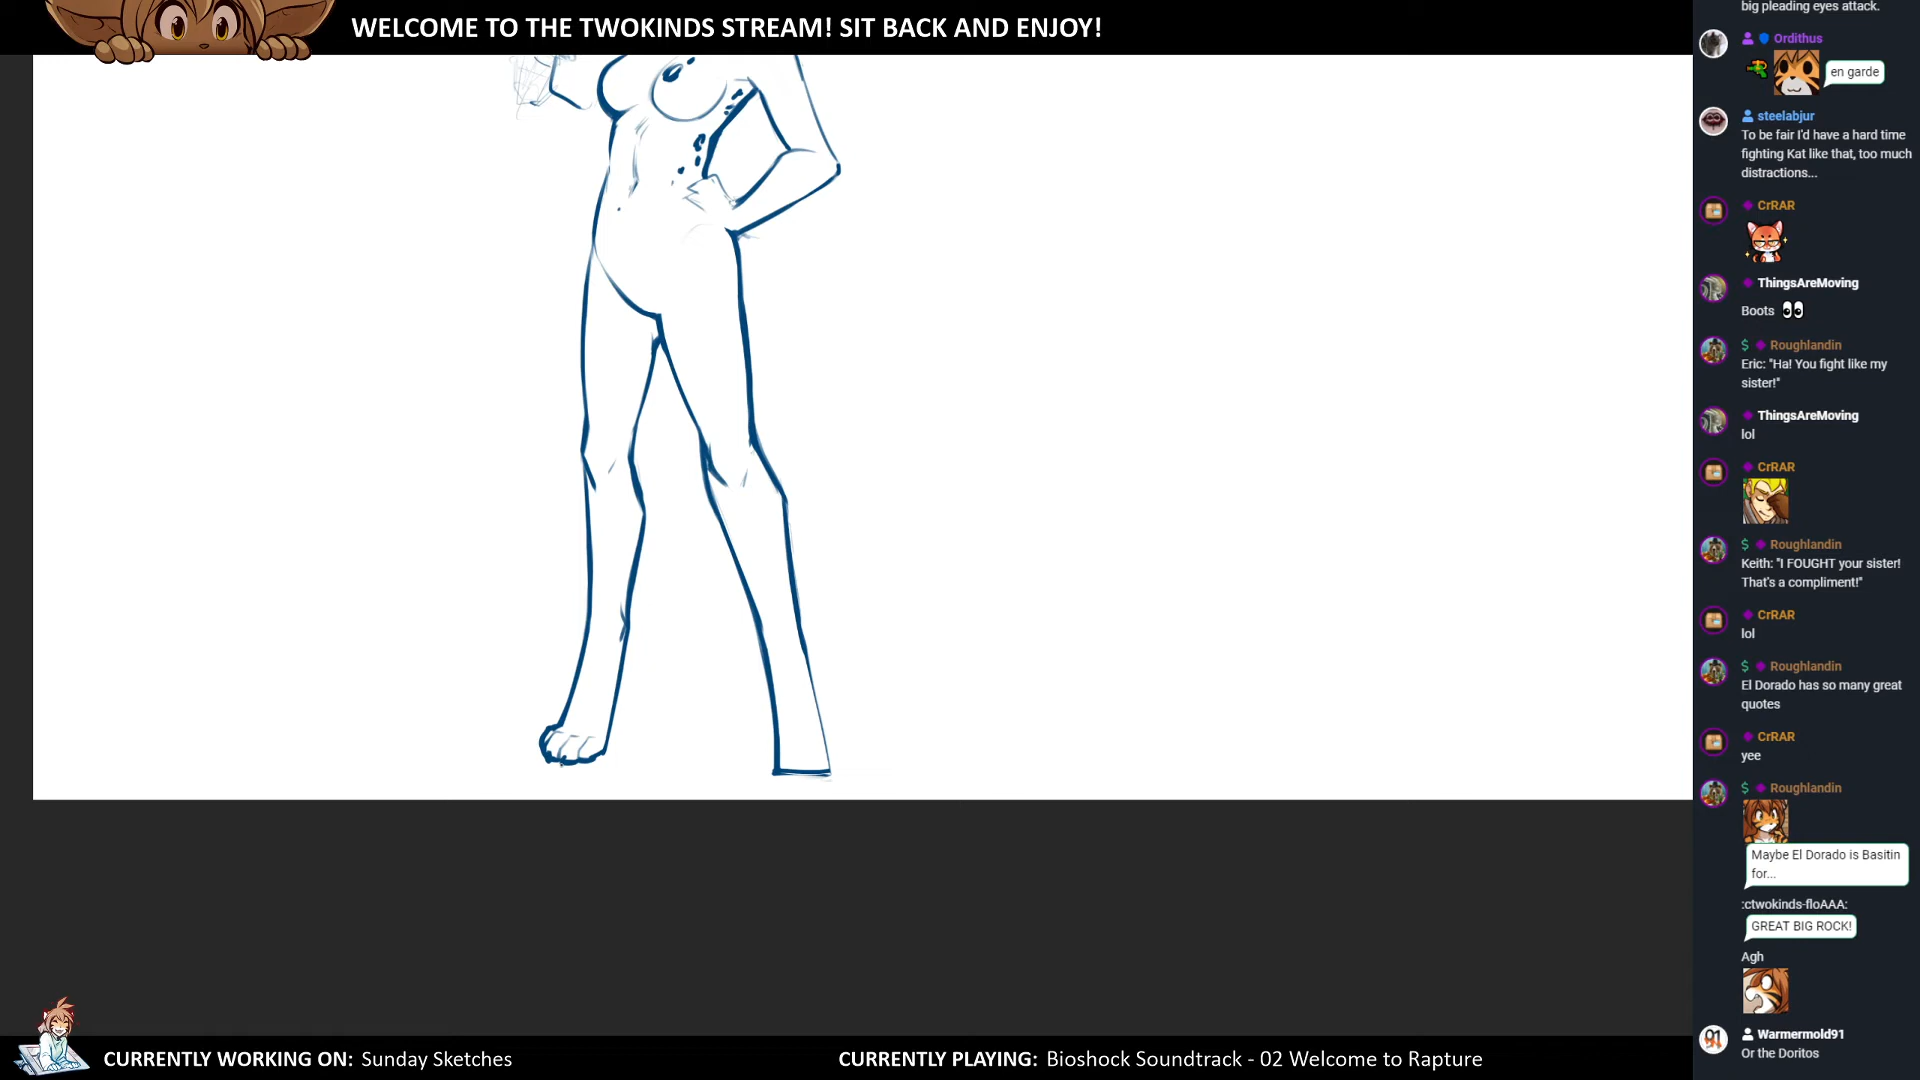 WELCOME TO THE TWOKINDS STREAM! SIT BACK AND ENJOY!
big pleading eyes attack.
Ordithus
en garde
steelabjur
To be fair I'd have a hard time
fighting Kat like that, too much
distractions...
CrRAR
ThingsAreMoving
Boots
$ Roughlandin
Eric: "Ha! You fight like my
sister!"
ThingsAreMoving
lol
CrRAR
$ Roughlandin
Keith: "I FOUGHT your sister!
That's a compliment!"
CrRAR
lol
$ Roughlandin
El Dorado has so many great
quotes
CrRAR
yee
$ Roughlandin
Maybe El Dorado is Basitin
for...
:ctwokinds-floAAA:
GREAT BIG ROCK!
Agh
Warmermold91
Or the Doritos
CURRENTLY WORKING ON: Sunday Sketches
CURRENTLY PLAYING: Bioshock Soundtrack - 02 Welcome to Rapture